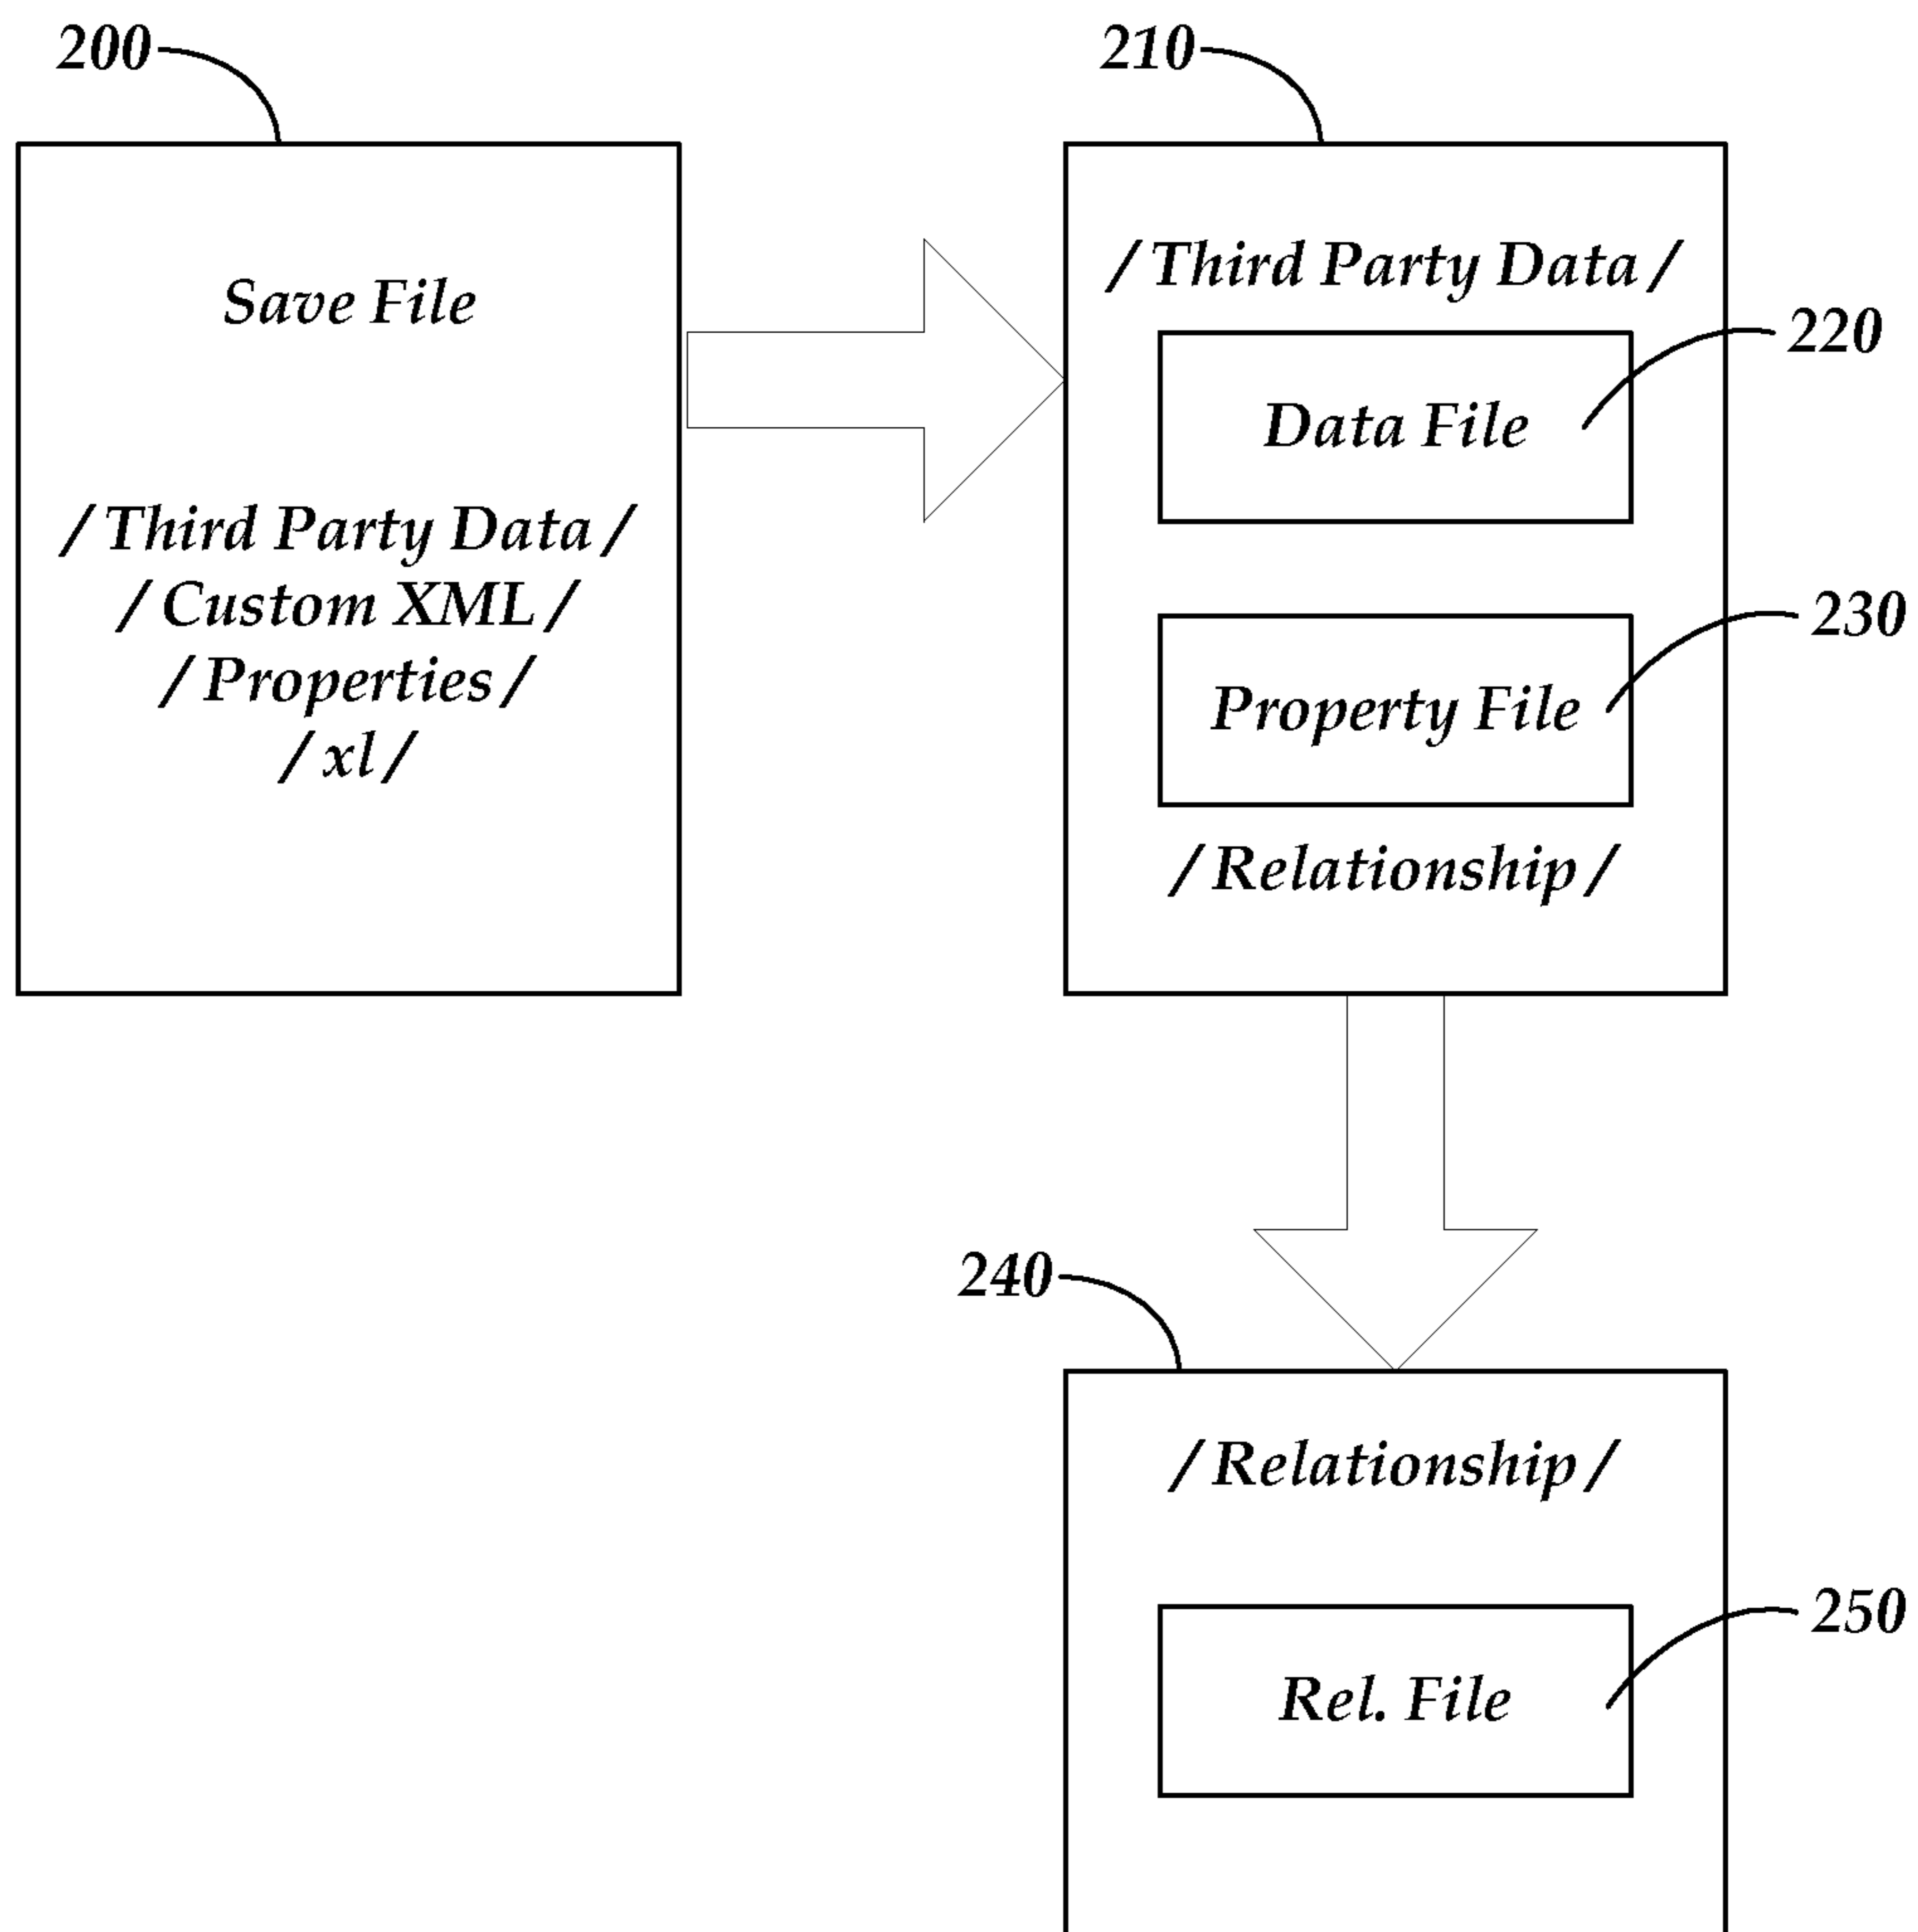 200
Save File
/Third Party Data/
/Custom XML/
/Properties/
/xl/
210
/Third Party Data/
220
Data File
230
Property File
/Relationship/
240
/Relationship/
250
Rel. File